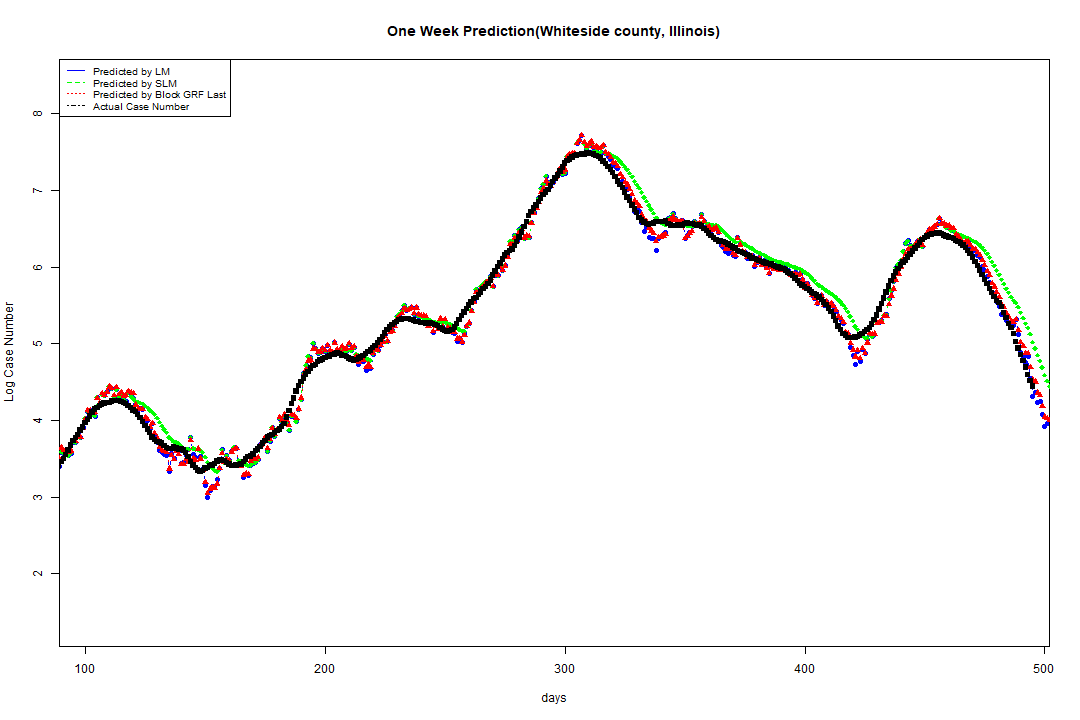 One Week Prediction(Whiteside county, Illinois)
Predicted by LM
Predicted by SLM
Predicted by Block GRF Last
Actual Case Number
8
7
6
5
4
3
2
Log Case Number
100 200 300 400 500
days